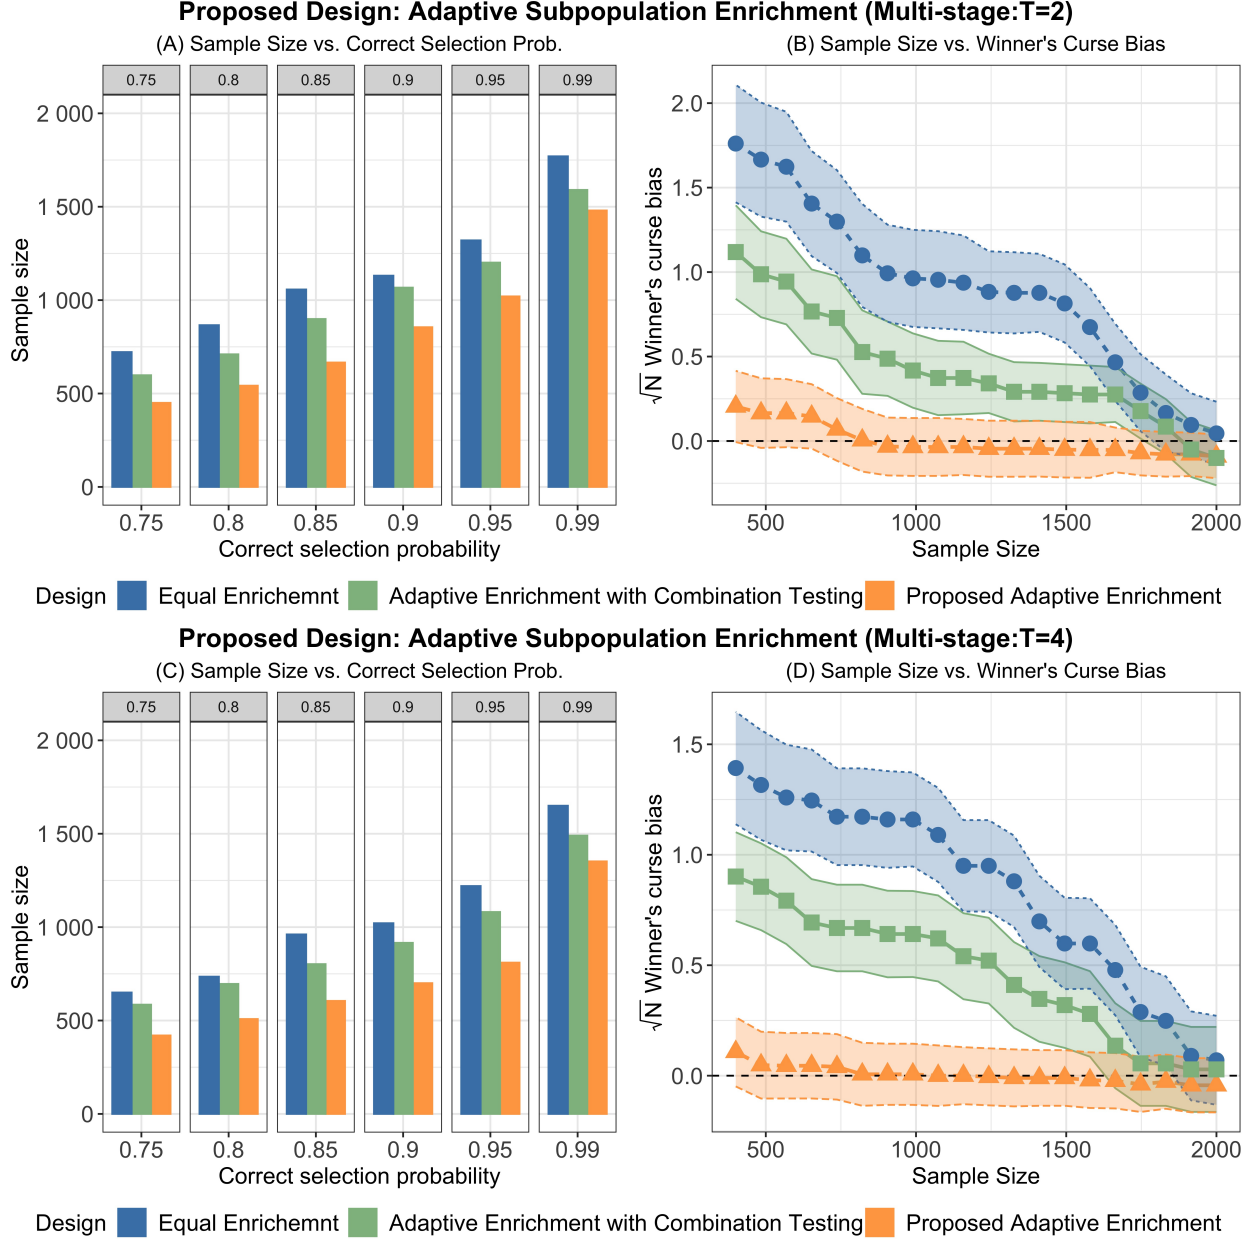 Proposed Design: Adaptive Subpopulation Enrichment (Multi-stage:T=2)
(A) Sample Size vs. Correct Selection Prob.
0.75 0.8 0.85 0.9 0.95 0.99
2 000
1 500
1 000
500
0
Sample size
0.75 0.8 0.85 0.9 0.95 0.99
Correct selection probability
(B) Sample Size vs. Winner's Curse Bias
2.0
1.5
1.0
0.5
0.0
√N Winner's curse bias
500 1000 1500 2000
Sample Size
Design Equal Enrichemnt Adaptive Enrichment with Combination Testing Proposed Adaptive Enrichment
Proposed Design: Adaptive Subpopulation Enrichment (Multi-stage:T=4)
(C) Sample Size vs. Correct Selection Prob.
0.75 0.8 0.85 0.9 0.95 0.99
2 000
1 500
1 000
500
0
Sample size
0.75 0.8 0.85 0.9 0.95 0.99
Correct selection probability
(D) Sample Size vs. Winner's Curse Bias
1.5
1.0
0.5
0.0
√N Winner's curse bias
500 1000 1500 2000
Sample Size
Design Equal Enrichemnt Adaptive Enrichment with Combination Testing Proposed Adaptive Enrichment